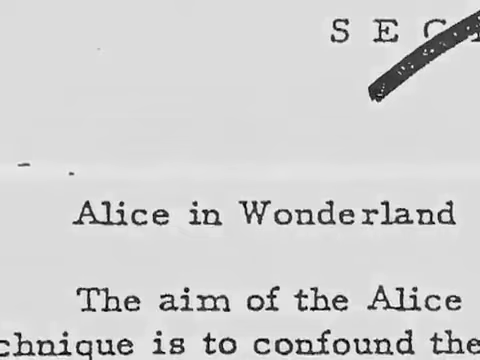 S E C
Alice in Wonderland
The aim of the Alice
chnique is to confound the